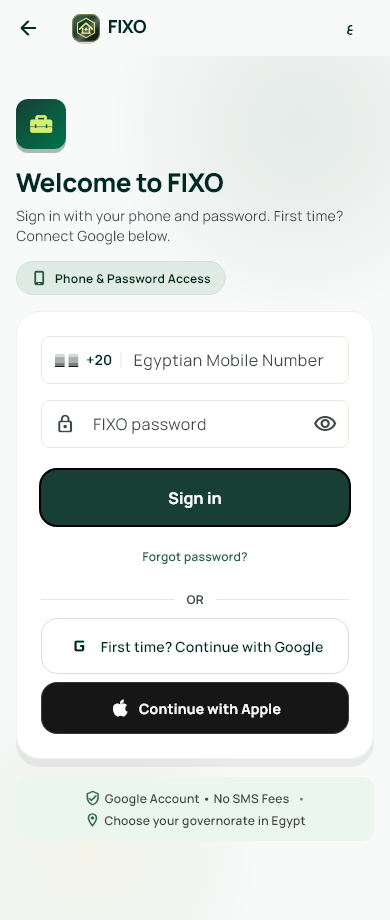 FIXO
ع
Welcome to FIXO
Sign in with your phone and password. First time?
Connect Google below.
Phone & Password Access
+20 Egyptian Mobile Number
FIXO password
Sign in
Forgot password?
OR
G First time? Continue with Google
Continue with Apple
Google Account • No SMS Fees •
Choose your governorate in Egypt